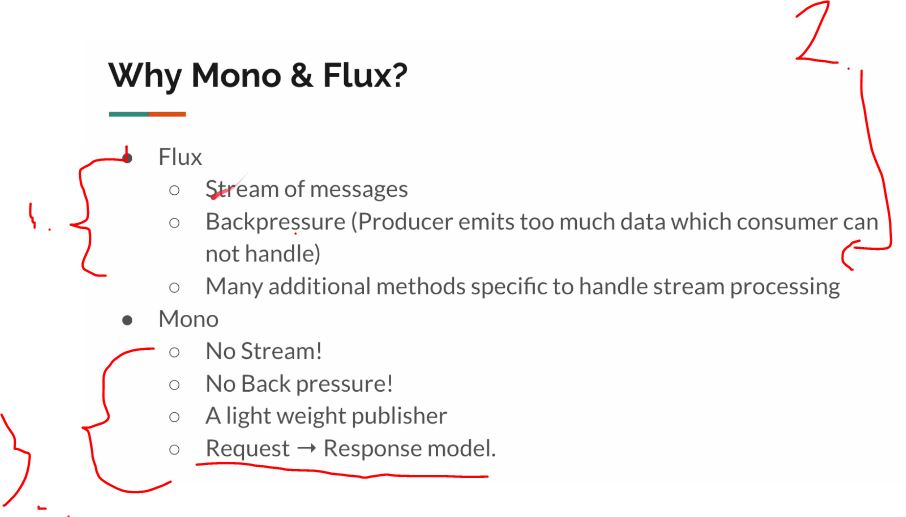 2.
Why Mono & Flux?
● Flux
○ Stream of messages
1.
○ Backpressure (Producer emits too much data which consumer can
not handle)
○ Many additional methods specific to handle stream processing
● Mono
○ No Stream!
○ No Back pressure!
○ A light weight publisher
○ Request → Response model.